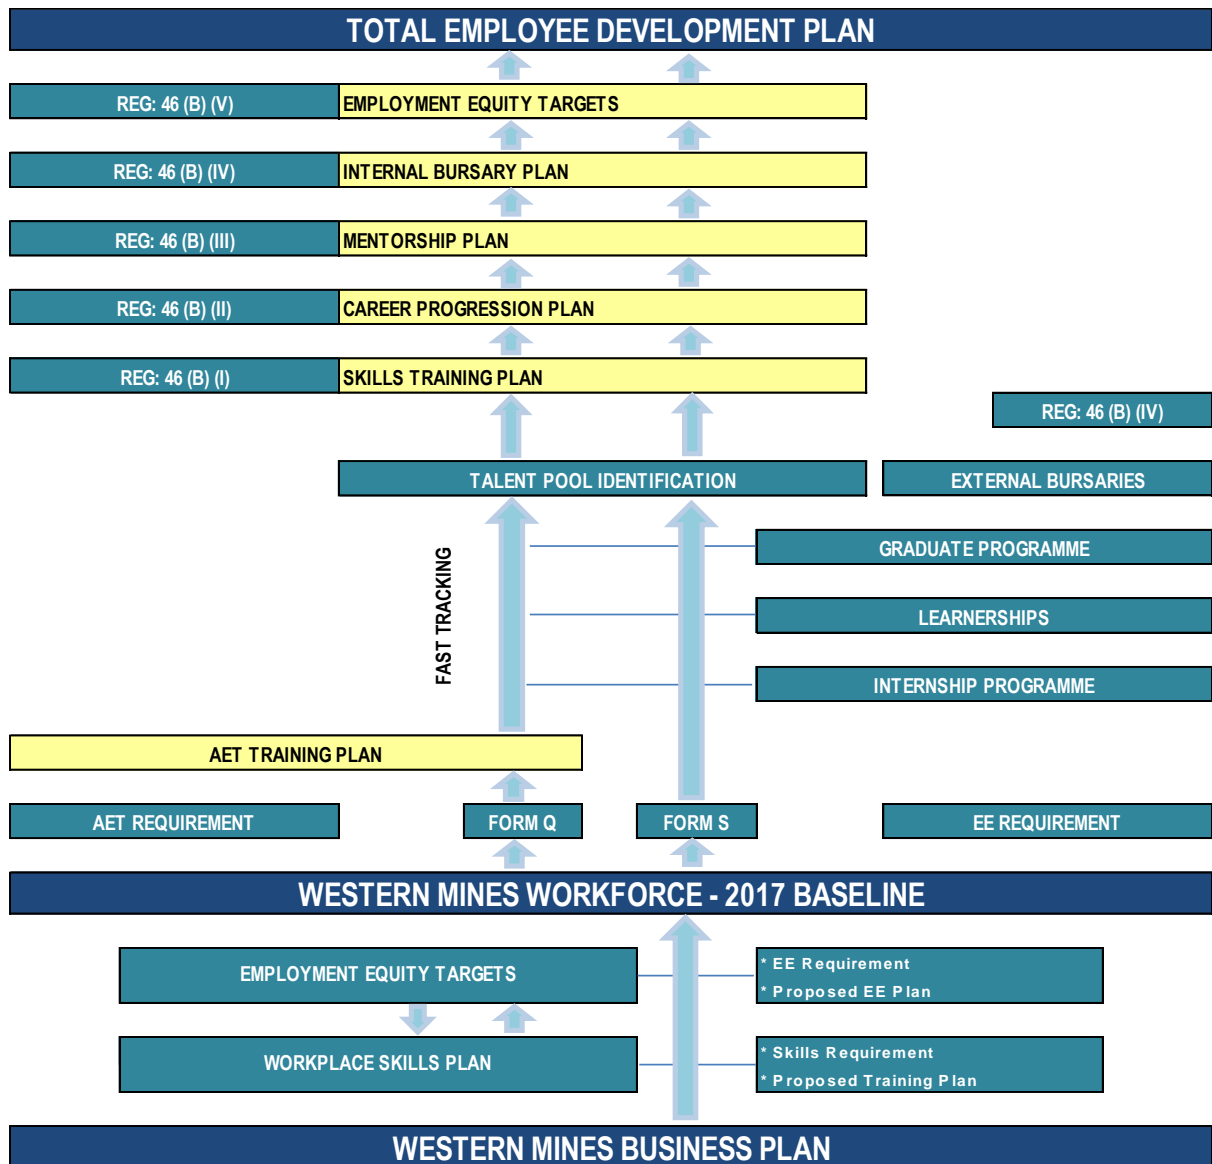 TOTAL EMPLOYEE DEVELOPMENT PLAN
REG: 46 (B) (V)
EMPLOYMENT EQUITY TARGETS
REG: 46 (B) (IV)
INTERNAL BURSARY PLAN
REG: 46 (B) (III)
MENTORSHIP PLAN
REG: 46 (B) (II)
CAREER PROGRESSION PLAN
REG: 46 (B) (I)
SKILLS TRAINING PLAN
REG: 46 (B) (IV)
TALENT POOL IDENTIFICATION
EXTERNAL BURSARIES
GRADUATE PROGRAMME
FAST TRACKING
LEARNERSHIPS
INTERNSHIP PROGRAMME
AET TRAINING PLAN
AET REQUIREMENT
FORM Q
FORM S
EE REQUIREMENT
WESTERN MINES WORKFORCE - 2017 BASELINE
EMPLOYMENT EQUITY TARGETS
* EE Requirement
* Proposed EE Plan
WORKPLACE SKILLS PLAN
* Skills Requirement
* Proposed Training Plan
WESTERN MINES BUSINESS PLAN